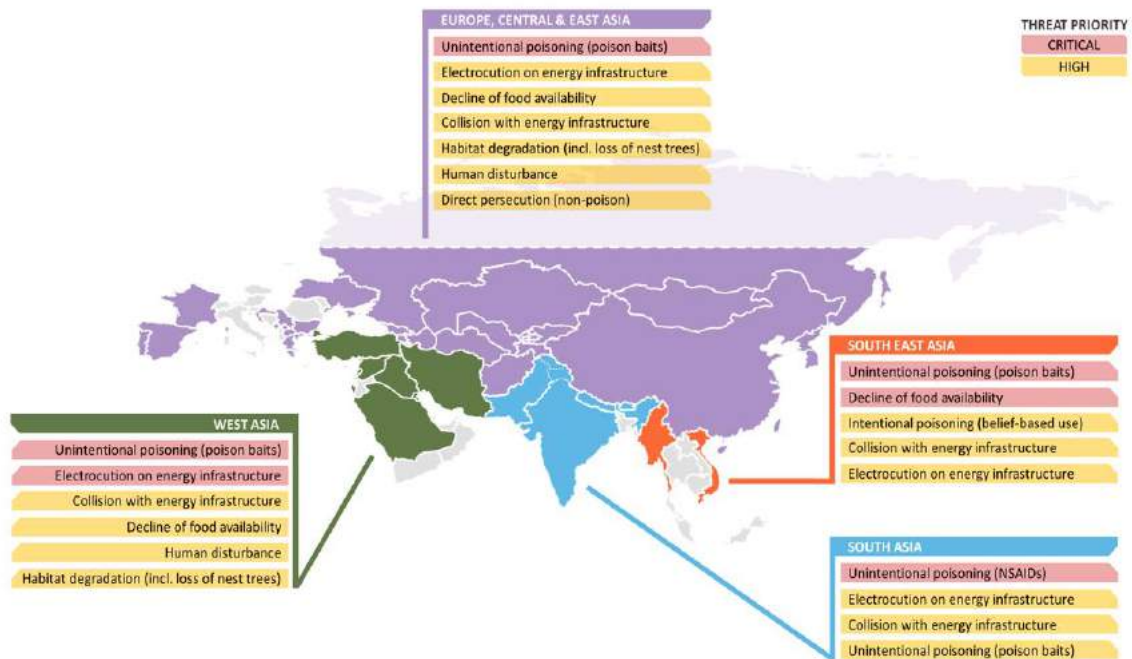 EUROPE, CENTRAL & EAST ASIA
Unintentional poisoning (poison baits)
Electrocution on energy infrastructure
Decline of food availability
Collision with energy infrastructure
Habitat degradation (incl. loss of nest trees)
Human disturbance
Direct persecution (non-poison)
THREAT PRIORITY
CRITICAL
HIGH
SOUTH EAST ASIA
Unintentional poisoning (poison baits)
Decline of food availability
Intentional poisoning (belief-based use)
Collision with energy infrastructure
Electrocution on energy infrastructure
WEST ASIA
Unintentional poisoning (poison baits)
Electrocution on energy infrastructure
Collision with energy infrastructure
Decline of food availability
Human disturbance
Habitat degradation (incl. loss of nest trees)
SOUTH ASIA
Unintentional poisoning (NSAIDs)
Electrocution on energy infrastructure
Collision with energy infrastructure
Unintentional poisoning (poison baits)